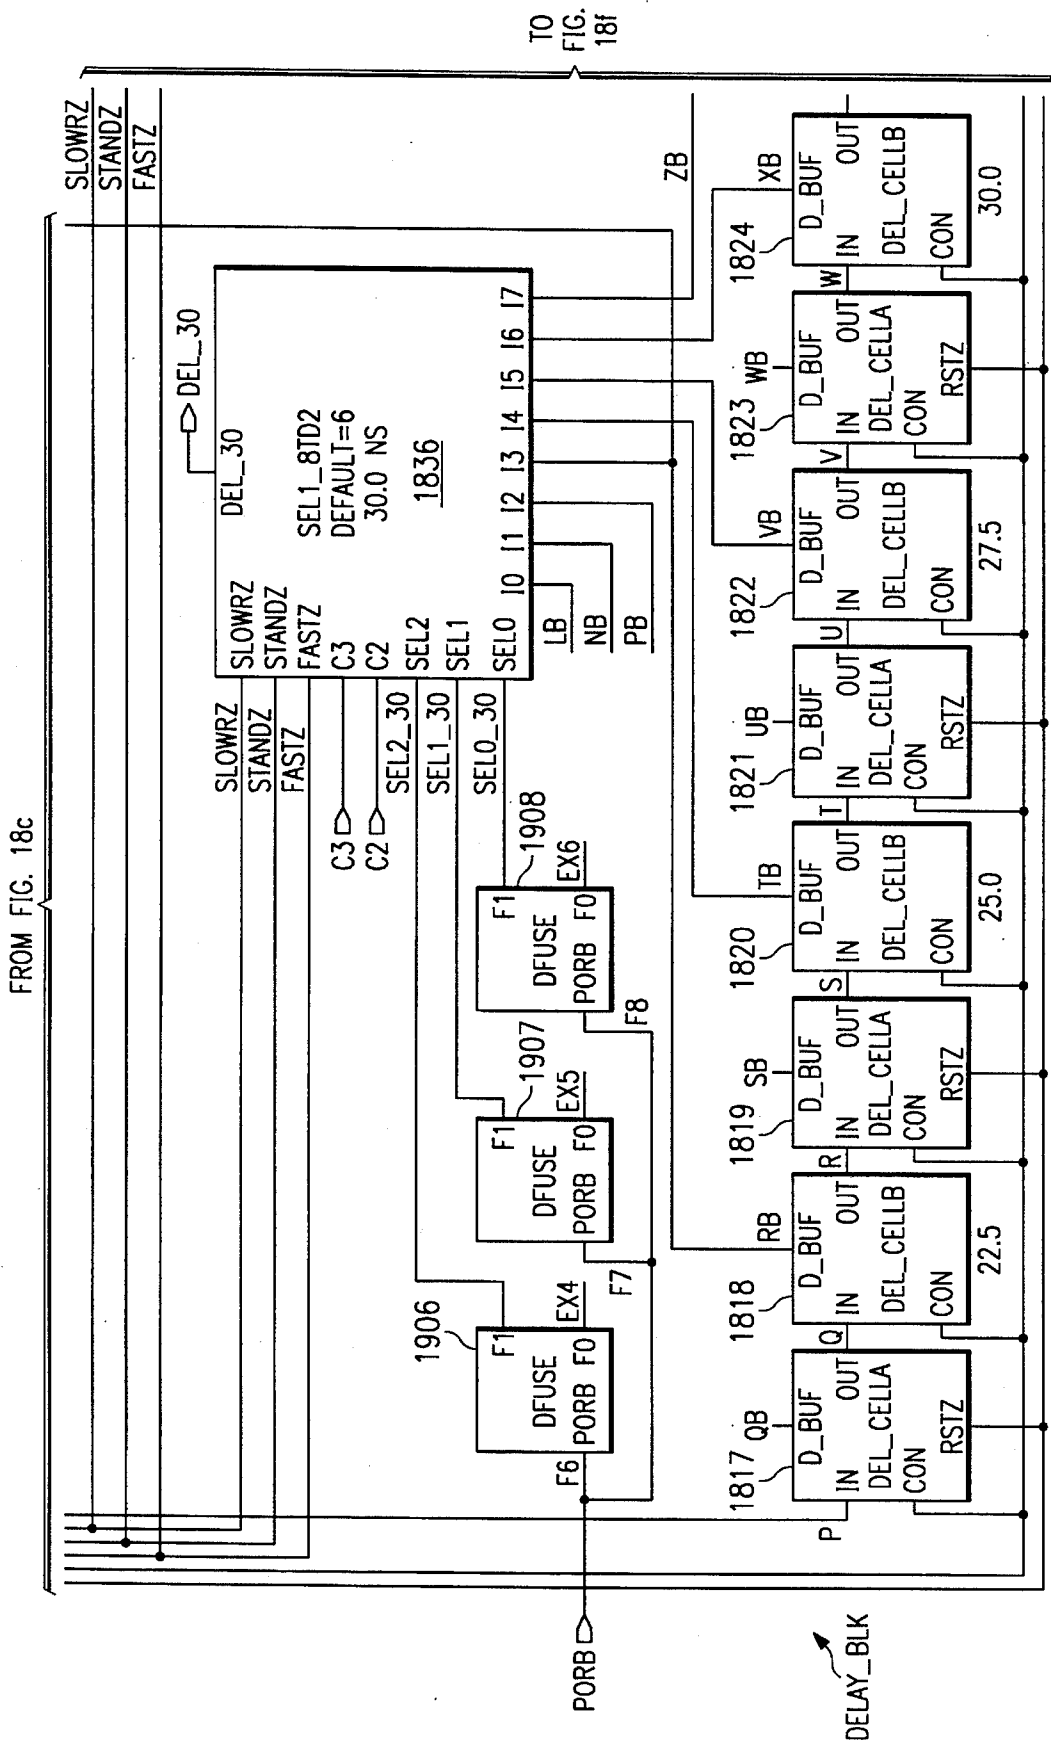 FROM FIG. 18c
TO
FIG.
18f
SLOWRZ
STANDZ
FASTZ
SLOWRZ
STANDZ
FASTZ
C3
C2
SEL2_30
SEL1_30
SEL0_30
DEL_30
DEL_30
SLOWRZ
STANDZ
FASTZ
C3
C2
SEL2
SEL1
SEL0
SEL1_8TD2
DEFAULT=6
30.0 NS
1836
I0 I1 I2 I3 I4 I5 I6 I7
LB
NB
PB
ZB
1906
F1
DFUSE
PORB F0
EX4
F6
1907
F1
DFUSE
PORB F0
EX5
F7
1908
F1
DFUSE
PORB F0
EX6
F8
PORB
P
1817
QB
D_BUF
IN OUT
DEL_CELLA
CON
RSTZ
Q
1818
RB
D_BUF
IN OUT
DEL_CELLB
CON
22.5
R
1819
SB
D_BUF
IN OUT
DEL_CELLA
CON
RSTZ
S
1820
TB
D_BUF
IN OUT
DEL_CELLB
CON
25.0
T
1821
UB
D_BUF
IN OUT
DEL_CELLA
CON
RSTZ
U
1822
VB
D_BUF
IN OUT
DEL_CELLB
CON
27.5
V
1823
WB
D_BUF
IN OUT
DEL_CELLA
CON
RSTZ
W
1824
XB
D_BUF
IN OUT
DEL_CELLB
CON
30.0
DELAY_BLK